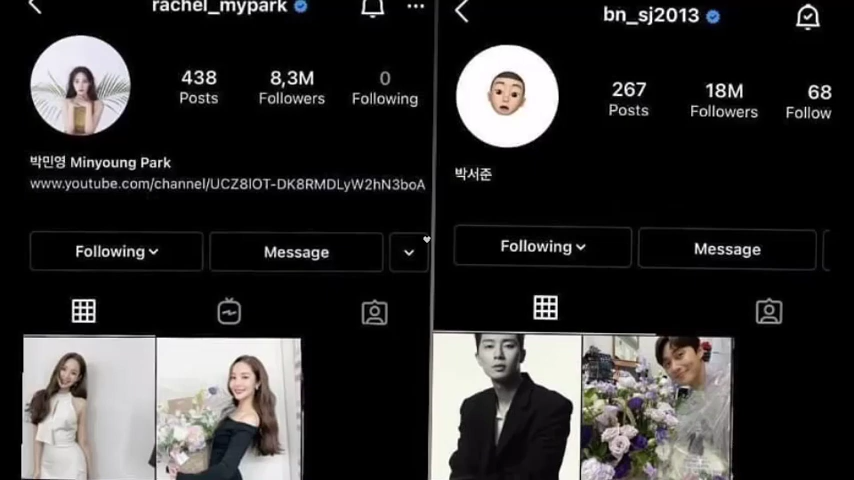 rachel_mypark
438
8,3M
0
Posts
Followers
Following
박민영 Minyoung Park
www.youtube.com/channel/UCZ8IOT-DK8RMDLyW2hN3boA
Following
Message
bn_sj2013
267
18M
68
Posts
Followers
Follow
박서준
Following
Message